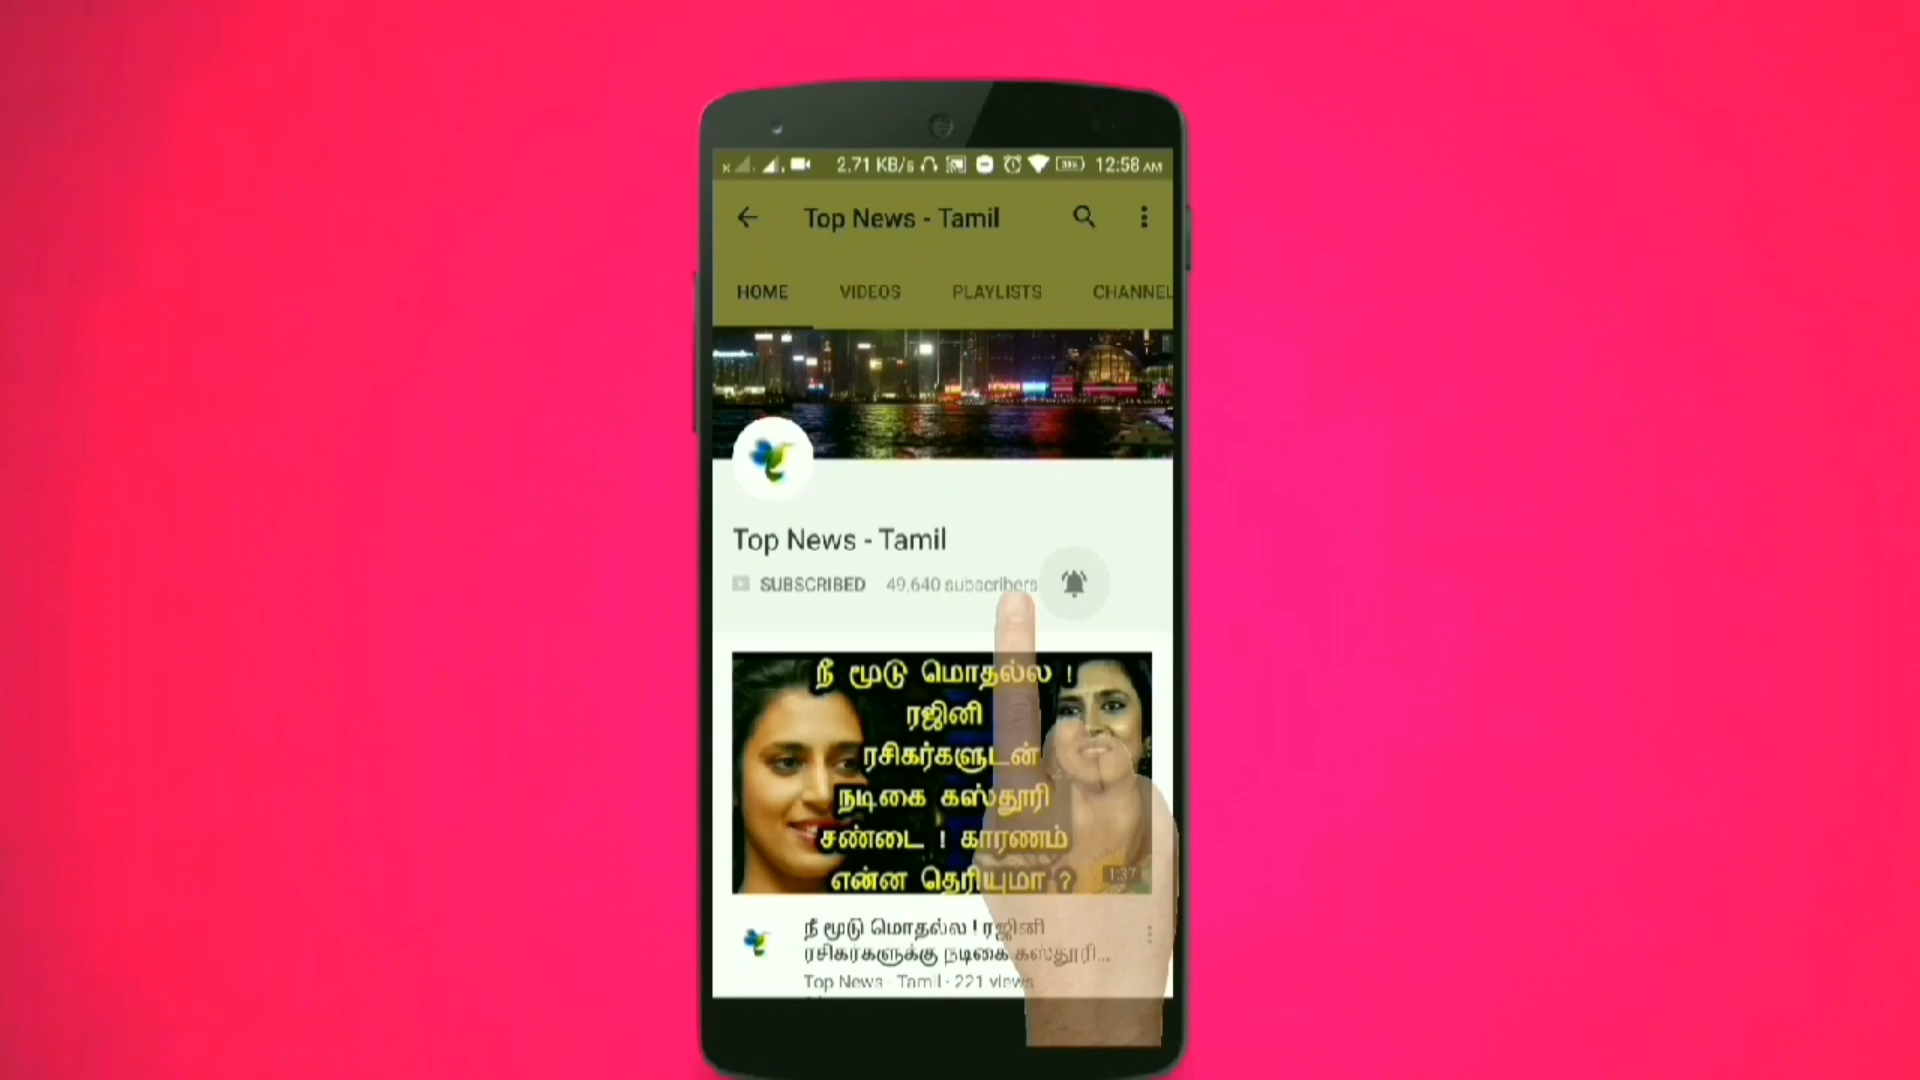 2.71 KB/s 12:58 AM
Top News - Tamil
HOME VIDEOS PLAYLISTS CHANNEL
Top News - Tamil
SUBSCRIBED 49,640 subscribers
நீ மூடு மொதல்ல !
ரஜினி
ரசிகர்களுடன்
நடிகை கஸ்தூரி
சண்டை ! காரணம்
என்ன தெரியுமா ?
1:37
நீ மூடு மொதல்ல ! ரஜினி
ரசிகர்களுக்கு நடிகை கஸ்தூரி...
Top News - Tamil · 221 views